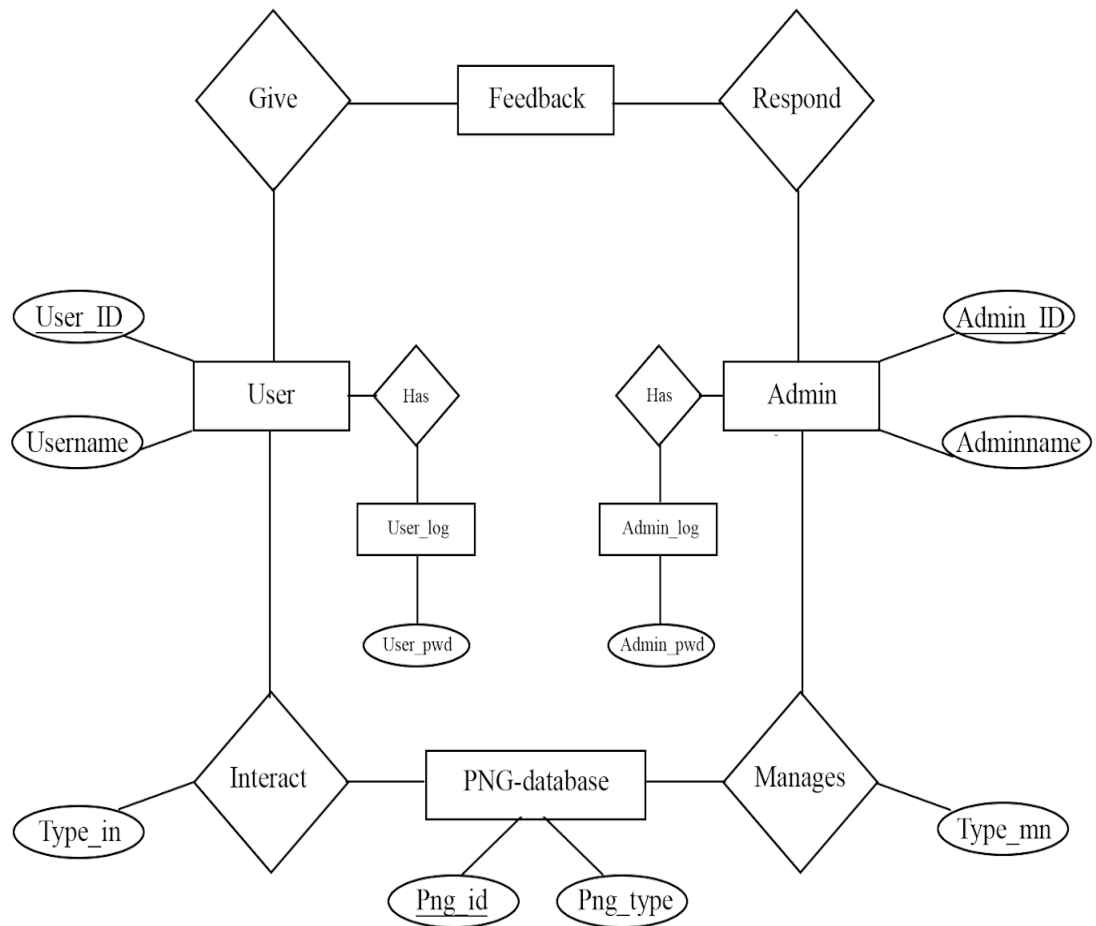 Give
Feedback
Respond
User_ID
Admin_ID
User
Has
Has
Admin
Username
Adminname
User_log
Admin_log
User_pwd
Admin_pwd
Interact
PNG-database
Manages
Type_in
Type_mn
Png_id
Png_type